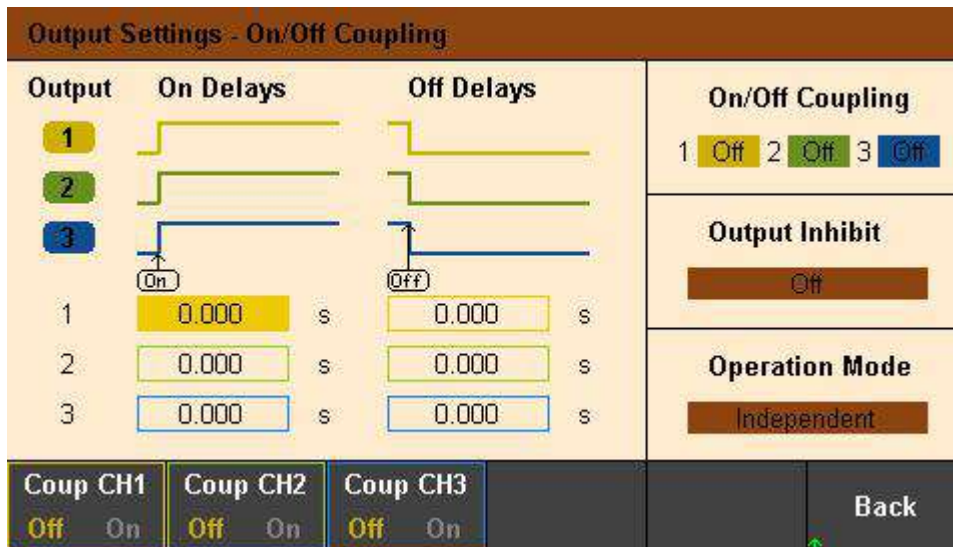 Output Settings - On/Off Coupling
Output On Delays Off Delays
1
2
3
On Off
1 0.000 s 0.000 s
2 0.000 s 0.000 s
3 0.000 s 0.000 s
On/Off Coupling
1 Off 2 Off 3 Off
Output Inhibit
Off
Operation Mode
Independent
Coup CH1 Coup CH2 Coup CH3
Off On Off On Off On
Back